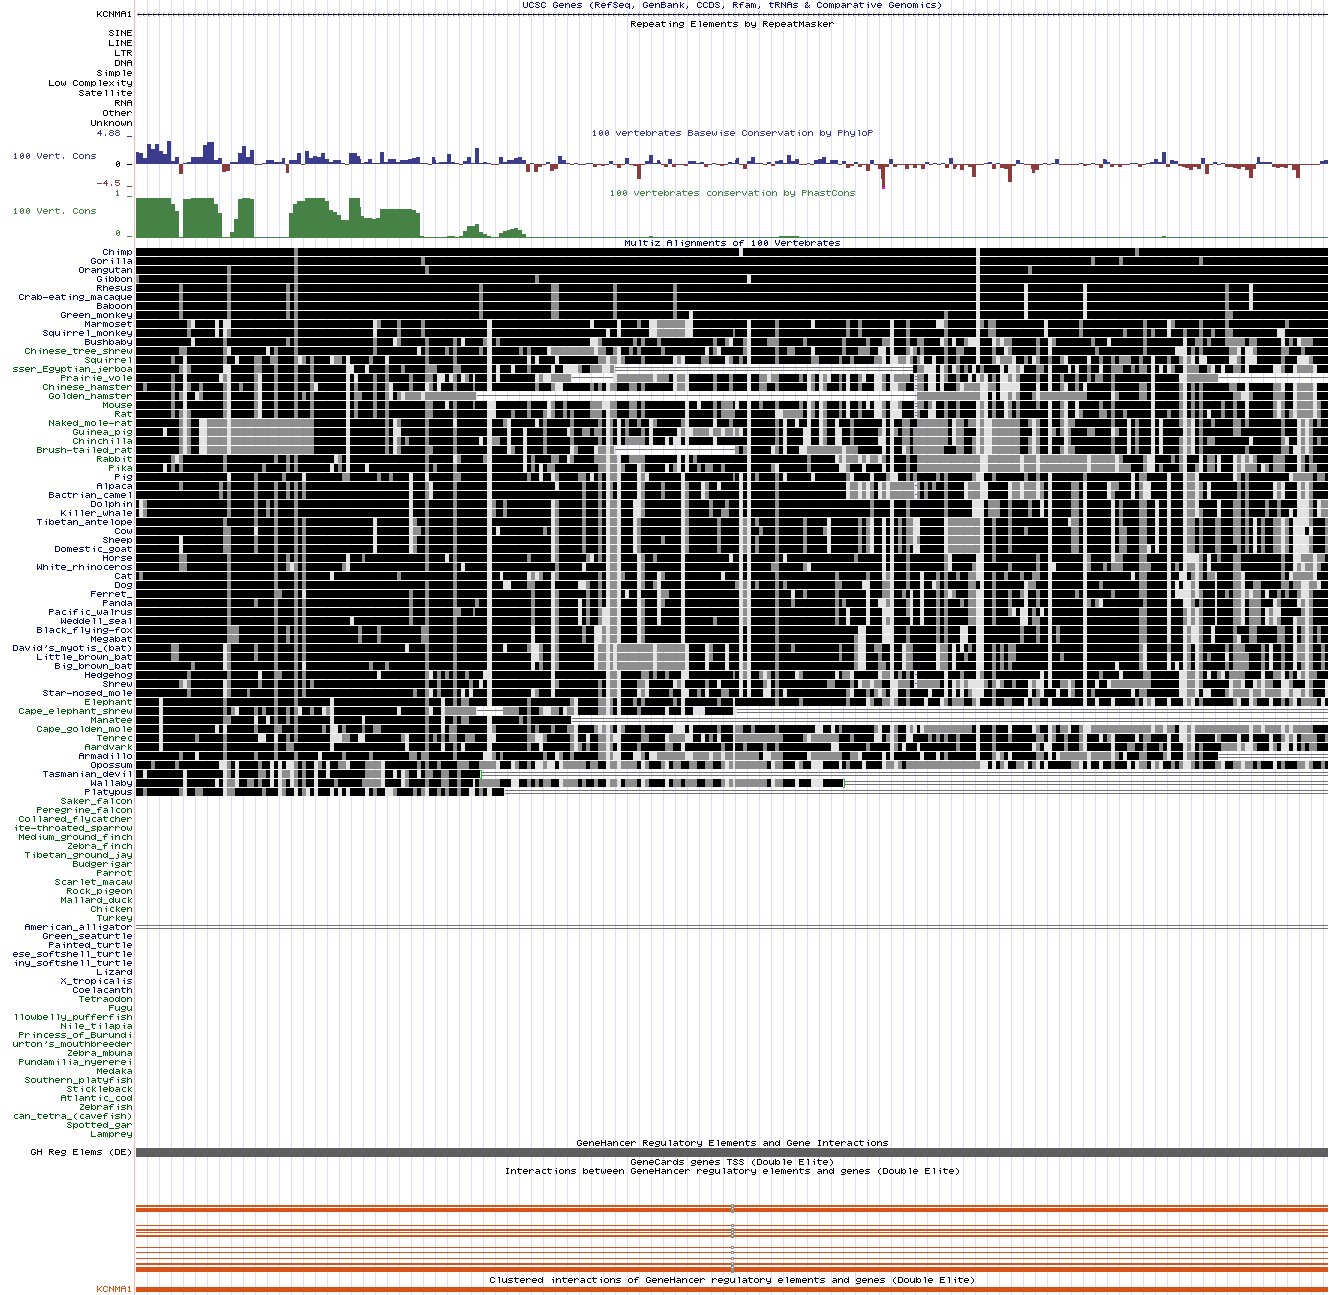 UCSC Genes (RefSeq, GenBank, CCDS, Rfam, tRNAs & Comparative Genomics)
KCNMA1
Repeating Elements by RepeatMasker
SINE
LINE
LTR
DNA
Simple
Low Complexity
Satellite
RNA
Other
Unknown
4.88 _
100 vertebrates Basewise Conservation by PhyloP
100 Vert. Cons
0 _
-4.5 _
100 vertebrates conservation by PhastCons
1 _
100 Vert. Cons
0 _
Multiz Alignments of 100 Vertebrates
Chimp
Gorilla
Orangutan
Gibbon
Rhesus
Crab-eating_macaque
Baboon
Green_monkey
Marmoset
Squirrel_monkey
Bushbaby
Chinese_tree_shrew
Squirrel
sser_Egyptian_jerboa
Prairie_vole
Chinese_hamster
Golden_hamster
Mouse
Rat
Naked_mole-rat
Guinea_pig
Chinchilla
Brush-tailed_rat
Rabbit
Pika
Pig
Alpaca
Bactrian_camel
Dolphin
Killer_whale
Tibetan_antelope
Cow
Sheep
Domestic_goat
Horse
White_rhinoceros
Cat
Dog
Ferret_
Panda
Pacific_walrus
Weddell_seal
Black_flying-fox
Megabat
David's_myotis_(bat)
Little_brown_bat
Big_brown_bat
Hedgehog
Shrew
Star-nosed_mole
Elephant
Cape_elephant_shrew
Manatee
Cape_golden_mole
Tenrec
Aardvark
Armadillo
Opossum
Tasmanian_devil
Wallaby
Platypus
Saker_falcon
Peregrine_falcon
Collared_flycatcher
ite-throated_sparrow
Medium_ground_finch
Zebra_finch
Tibetan_ground_jay
Budgerigar
Parrot
Scarlet_macaw
Rock_pigeon
Mallard_duck
Chicken
Turkey
American_alligator
Green_seaturtle
Painted_turtle
ese_softshell_turtle
iny_softshell_turtle
Lizard
X_tropicalis
Coelacanth
Tetraodon
Fugu
llowbelly_pufferfish
Nile_tilapia
Princess_of_Burundi
urton's_mouthbreeder
Zebra_mbuna
Pundamilia_nyererei
Medaka
Southern_platyfish
Stickleback
Atlantic_cod
Zebrafish
can_tetra_(cavefish)
Spotted_gar
Lamprey
GeneHancer Regulatory Elements and Gene Interactions
GH Reg Elems (DE)
GeneCards genes TSS (Double Elite)
Interactions between GeneHancer regulatory elements and genes (Double Elite)
Clustered interactions of GeneHancer regulatory elements and genes (Double Elite)
KCNMA1